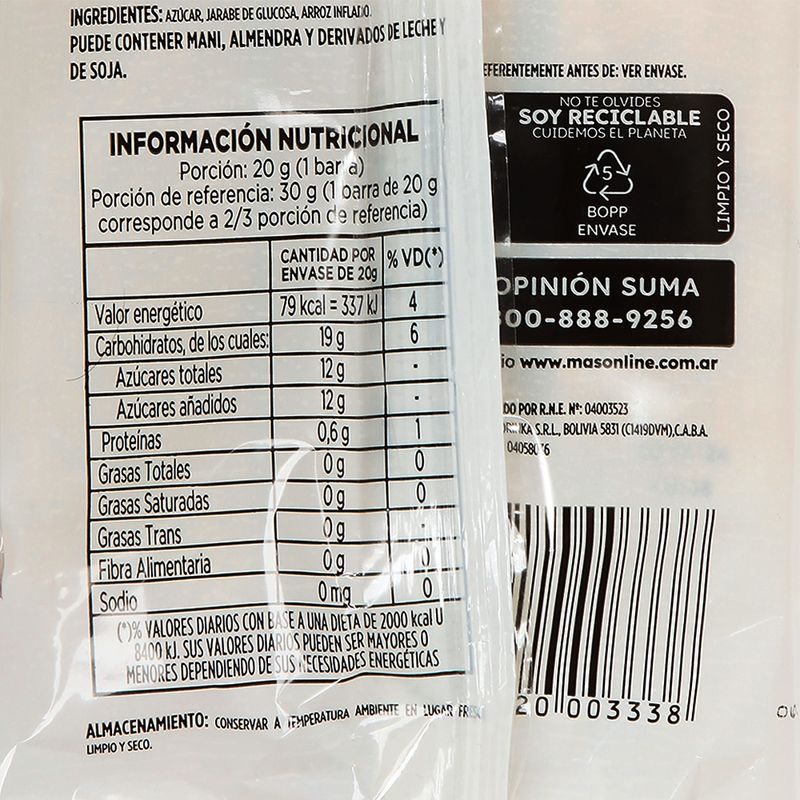 INGREDIENTES: AZÚCAR, JARABE DE GLUCOSA, ARROZ INFLADO.
PUEDE CONTENER MANI, ALMENDRA Y DERIVADOS DE LECHE Y
DE SOJA.
INFORMACIÓN NUTRICIONAL
Porción: 20 g (1 barra)
Porción de referencia: 30 g (1 barra de 20 g
corresponde a 2/3 porción de referencia)
CANTIDAD POR ENVASE DE 20g % VD(*)
Valor energético 79 kcal = 337 kJ 4
Carbohidratos, de los cuales: 19 g 6
Azúcares totales 12 g -
Azúcares añadidos 12 g -
Proteínas 0,6 g 1
Grasas Totales 0 g 0
Grasas Saturadas 0 g 0
Grasas Trans 0 g -
Fibra Alimentaria 0 g 0
Sodio 0 mg 0
(*)% VALORES DIARIOS CON BASE A UNA DIETA DE 2000 kcal U
8400 kJ. SUS VALORES DIARIOS PUEDEN SER MAYORES O
MENORES DEPENDIENDO DE SUS NECESIDADES ENERGÉTICAS
ALMACENAMIENTO: CONSERVAR A TEMPERATURA AMBIENTE EN LUGAR
LIMPIO Y SECO.
ANTES DE: VER ENVASE.
NO TE OLVIDES
SOY RECICLABLE
CUIDEMOS EL PLANETA
5
BOPP
ENVASE
LIMPIO Y SECO
OPINIÓN SUMA
00-888-9256
www.masonline.com.ar
POR R.N.E. Nº: 04003523
S.R.L., BOLIVIA 5831 (C1419DVM),C.A.B.A.
20 003338